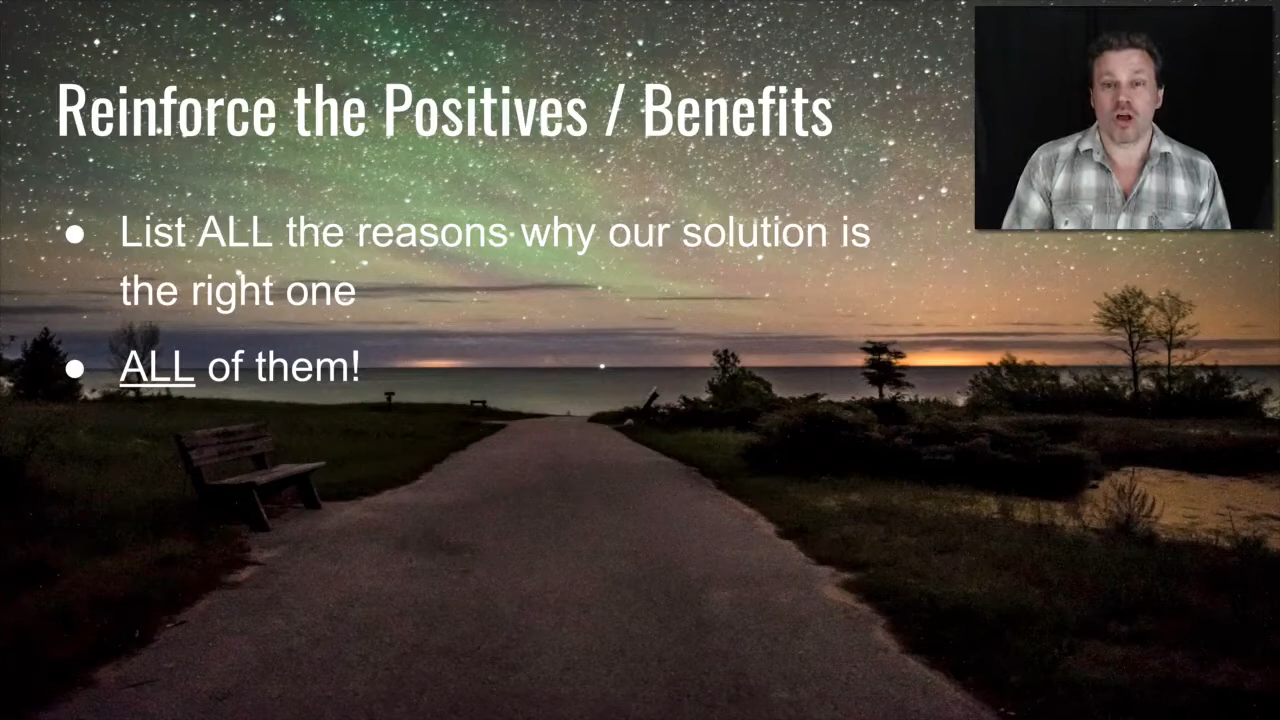 Reinforce the Positives / Benefits
● List ALL the reasons why our solution is
the right one
● ALL of them!